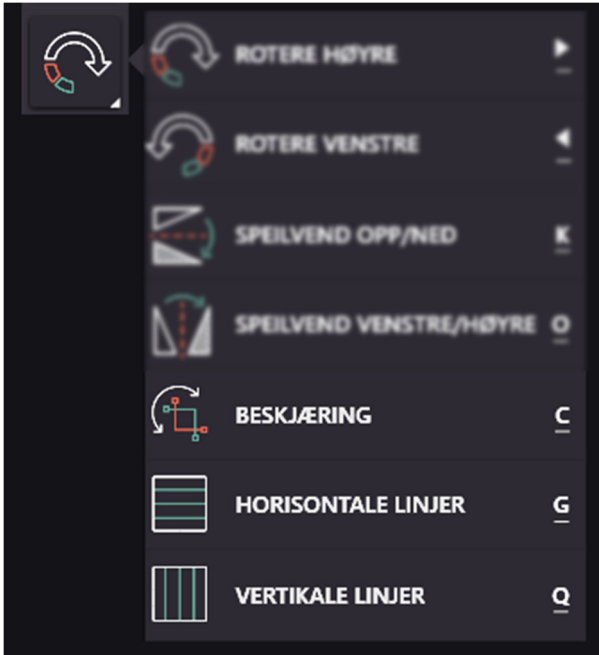 ROTERE HØYRE
ROTERE VENSTRE
SPEILVEND OPP/NED K
SPEILVEND VENSTRE/HØYRE O
BESKJÆRING C
HORISONTALE LINJER G
VERTIKALE LINJER Q